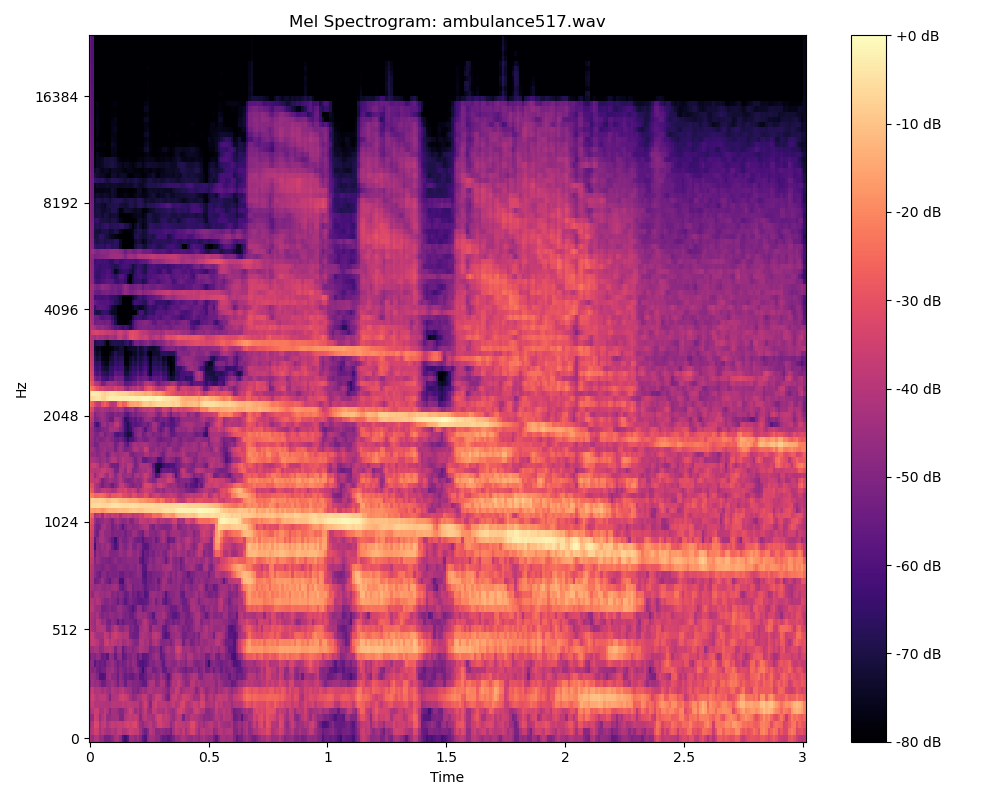 Mel Spectrogram: ambulance517.wav
+0 dB
16384
-10 dB
-20 dB
8192
-30 dB
4096
Hz
-40 dB
2048
-50 dB
1024
-60 dB
512
-70 dB
0
-80 dB
0 0.5 1 1.5 2 2.5 3
Time